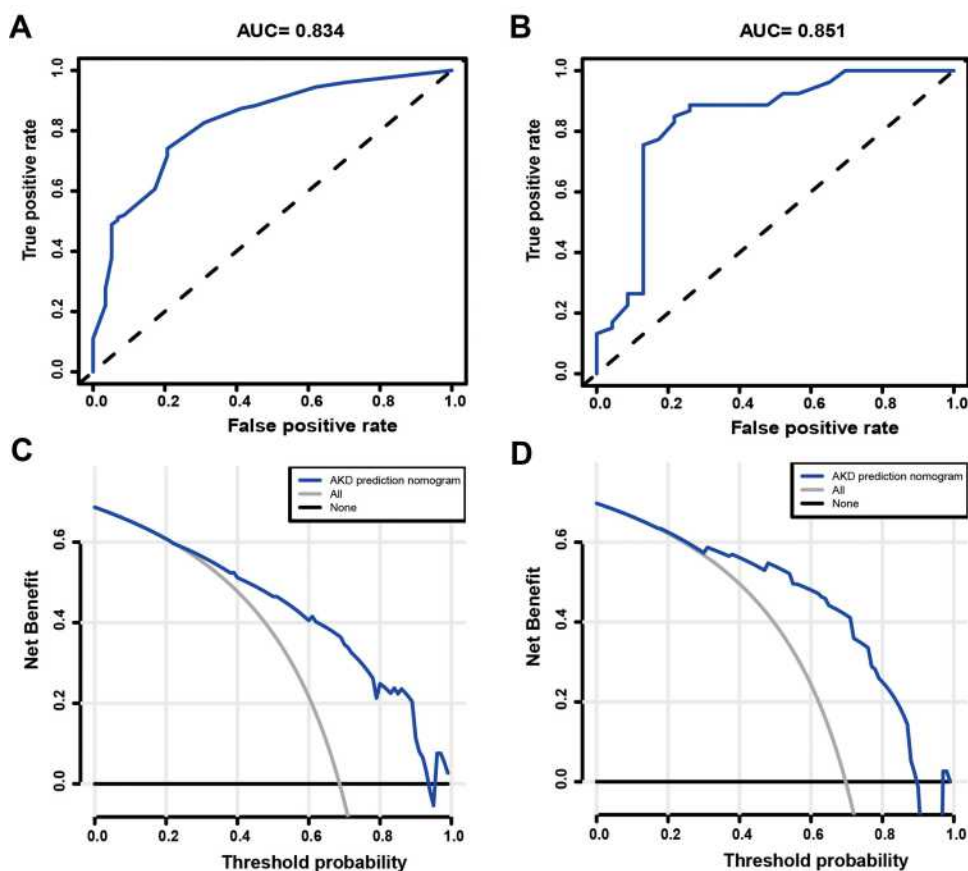 A
AUC= 0.834
True positive rate
1.0
0.8
0.6
0.4
0.2
0.0
0.0 0.2 0.4 0.6 0.8 1.0
False positive rate
B
AUC= 0.851
True positive rate
1.0
0.8
0.6
0.4
0.2
0.0
0.0 0.2 0.4 0.6 0.8 1.0
False positive rate
C
AKD prediction nomogram
All
None
Net Benefit
0.6
0.4
0.2
0.0
0.0 0.2 0.4 0.6 0.8 1.0
Threshold probability
D
AKD prediction nomogram
All
None
Net Benefit
0.6
0.4
0.2
0.0
0.0 0.2 0.4 0.6 0.8 1.0
Threshold probability